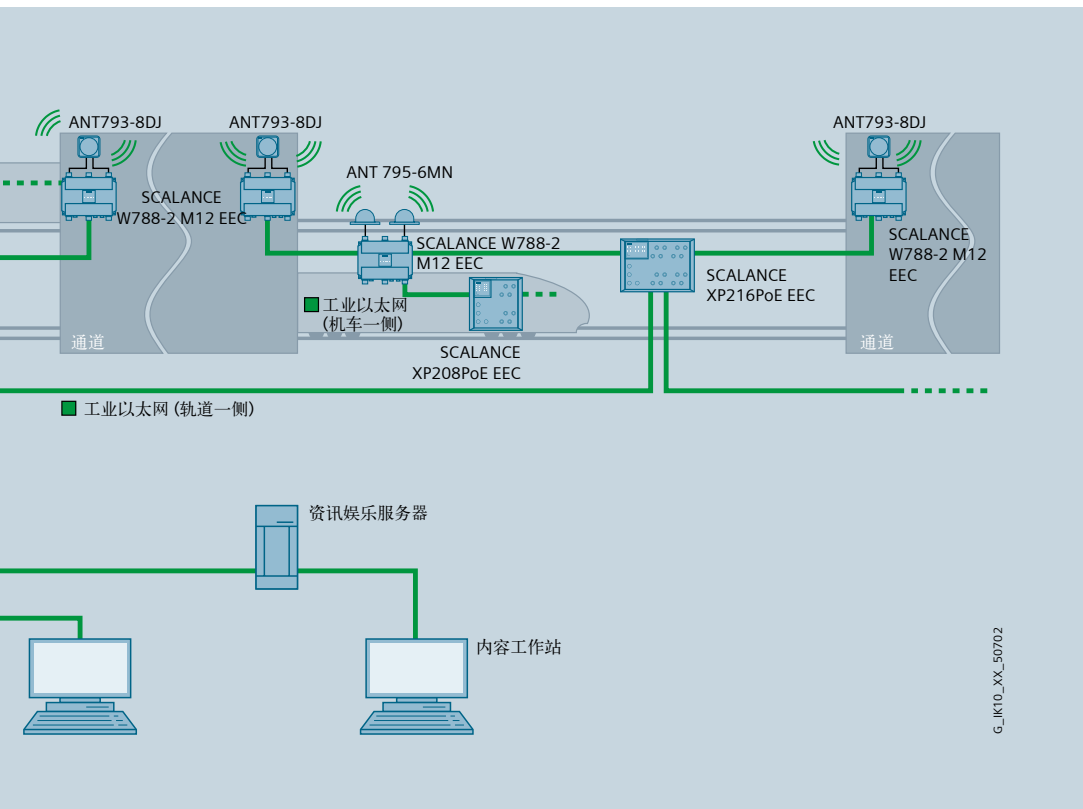 ANT793-8DJ
ANT793-8DJ
ANT793-8DJ
ANT 795-6MN
SCALANCE
W788-2 M12 EEC
SCALANCE W788-2
M12 EEC
SCALANCE
XP216PoE EEC
SCALANCE
W788-2 M12
EEC
工业以太网
(机车一侧)
通道
SCALANCE
XP208PoE EEC
通道
工业以太网 (轨道一侧)
资讯娱乐服务器
内容工作站
G_IK10_XX_50702